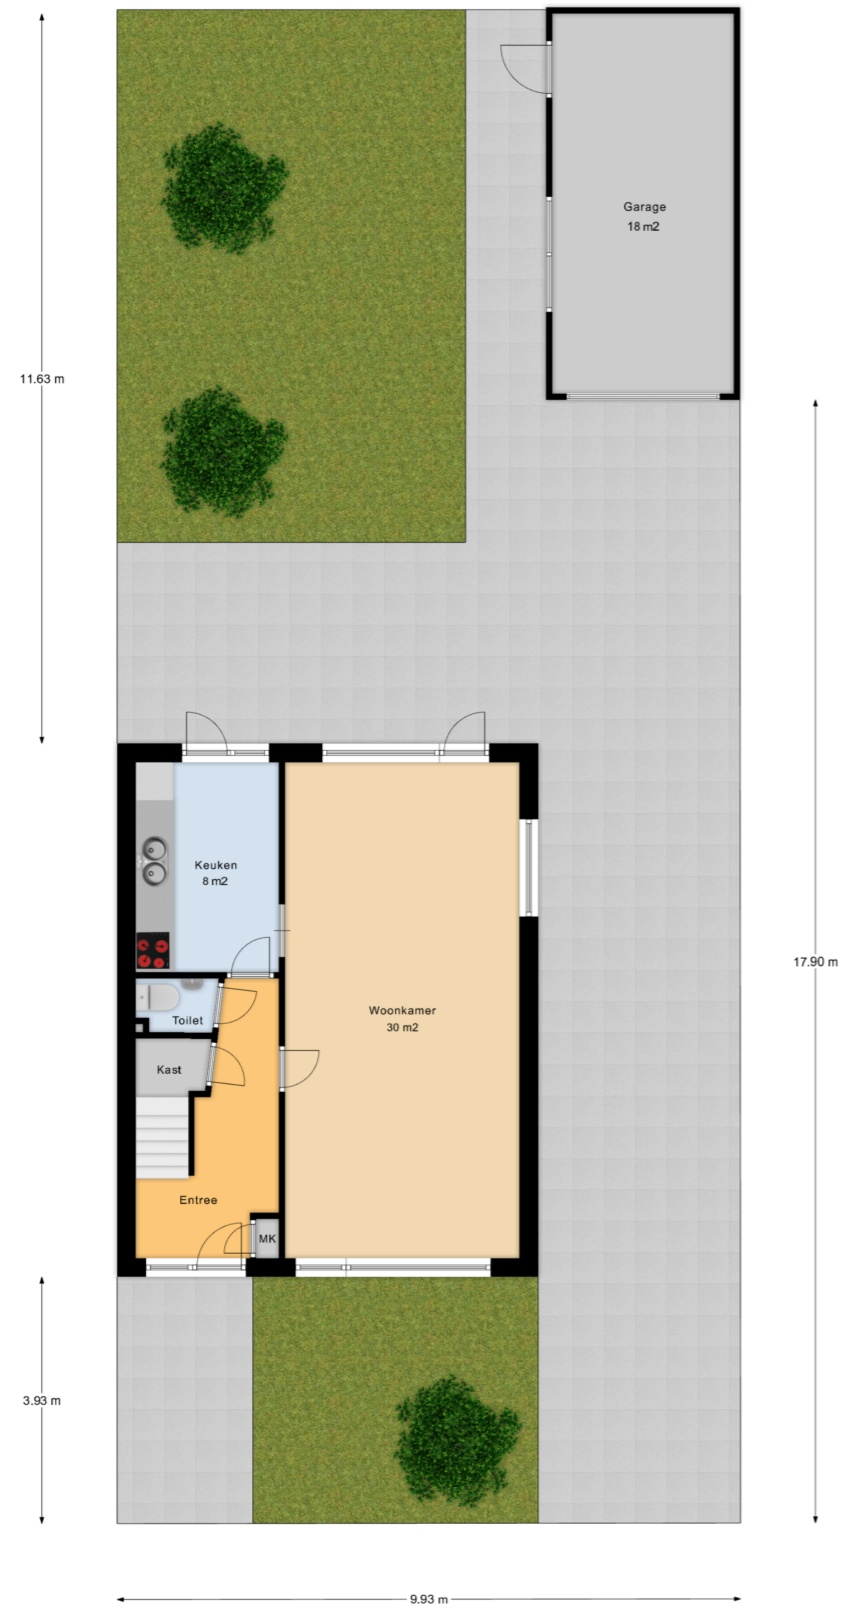 Garage
18 m2
11.63 m
Keuken
8 m2
17.90 m
Woonkamer
30 m2
Toilet
Kast
Entree
MK
3.93 m
9.93 m